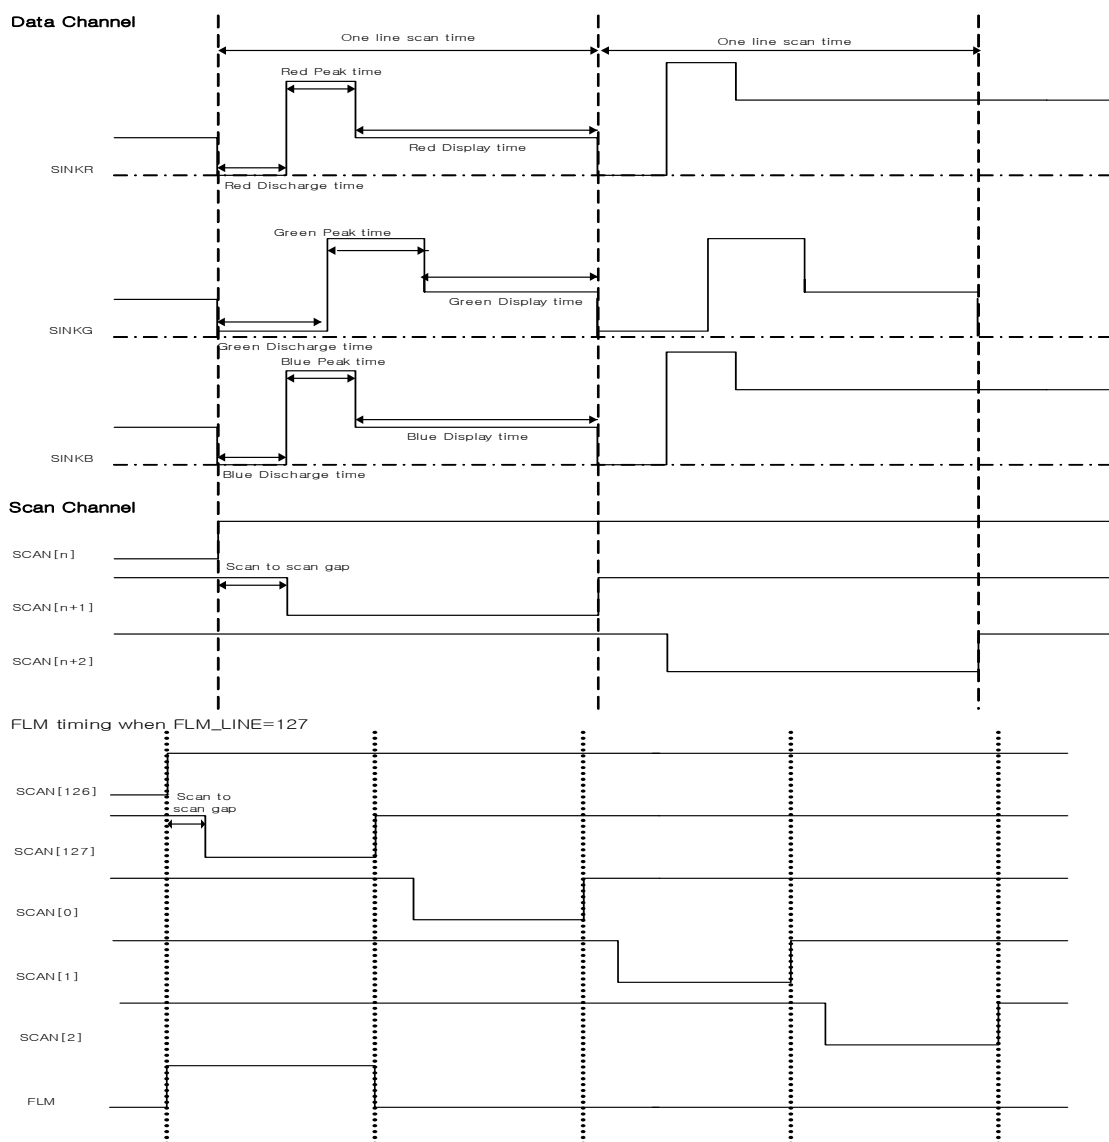 Data Channel
One line scan time
One line scan time
Red Peak time
Red Display time
SINKR
Red Discharge time
Green Peak time
Green Display time
SINKG
Green Discharge time
Blue Peak time
Blue Display time
SINKB
Blue Discharge time
Scan Channel
SCAN[n]
Scan to scan gap
SCAN[n+1]
SCAN[n+2]
FLM timing when FLM_LINE=127
SCAN[126]
Scan to
scan gap
SCAN[127]
SCAN[0]
SCAN[1]
SCAN[2]
FLM